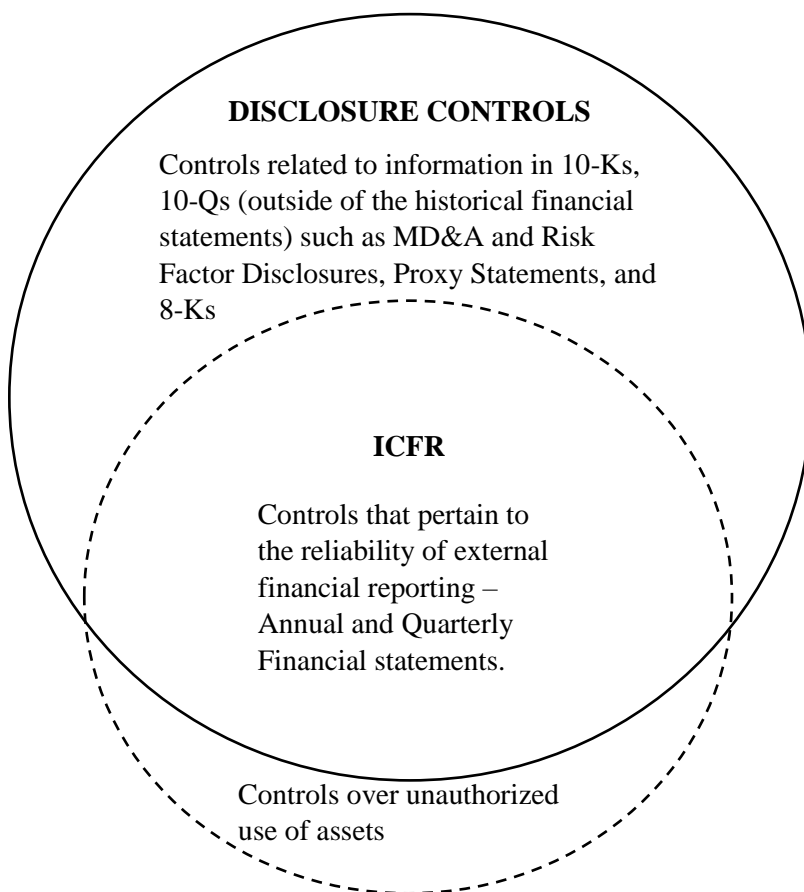 DISCLOSURE CONTROLS
Controls related to information in 10-Ks,
10-Qs (outside of the historical financial
statements) such as MD&A and Risk
Factor Disclosures, Proxy Statements, and
8-Ks
ICFR
Controls that pertain to
the reliability of external
financial reporting –
Annual and Quarterly
Financial statements.
Controls over unauthorized
use of assets